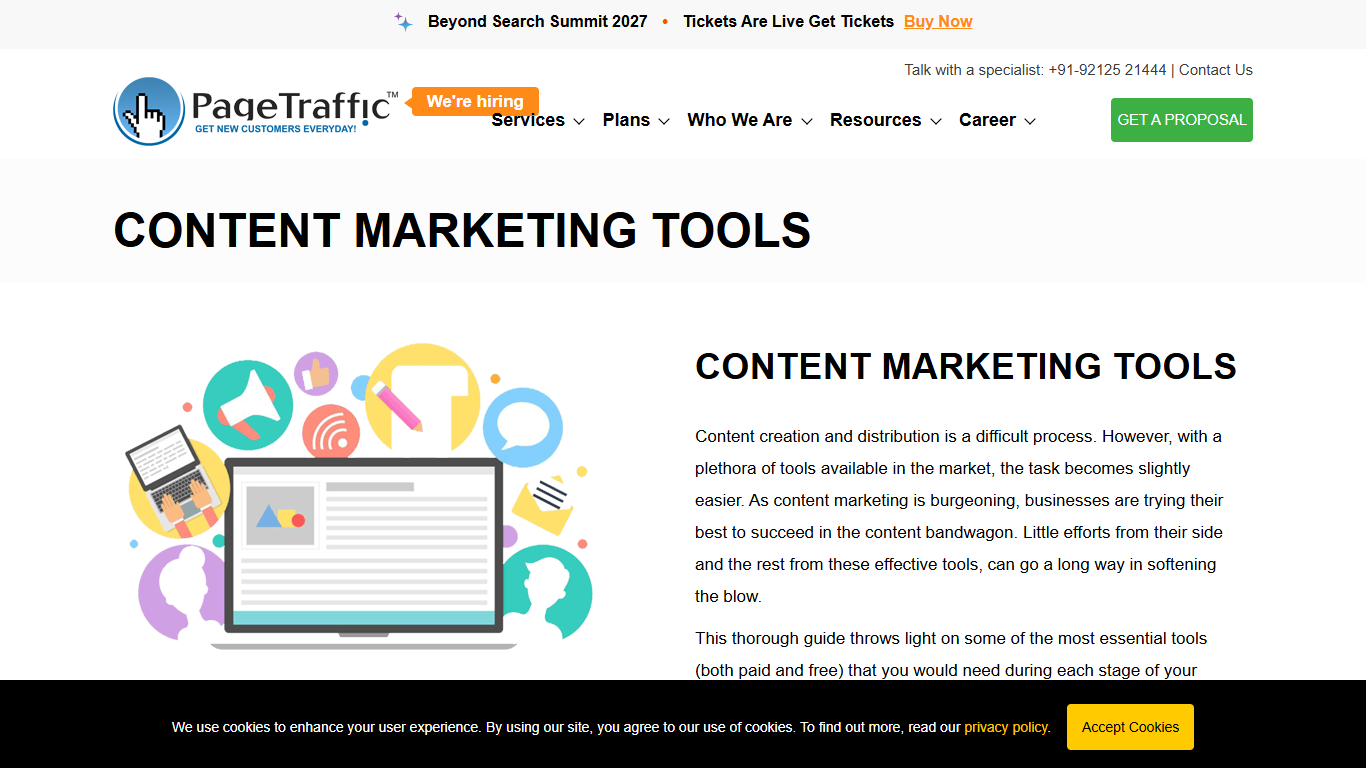 Beyond Search Summit 2027 • Tickets Are Live Get Tickets Buy Now
Talk with a specialist: +91-92125 21444 | Contact Us
PageTraffic™
GET NEW CUSTOMERS EVERYDAY!
We're hiring
Services Plans Who We Are Resources Career
GET A PROPOSAL
CONTENT MARKETING TOOLS
CONTENT MARKETING TOOLS
Content creation and distribution is a difficult process. However, with a
plethora of tools available in the market, the task becomes slightly
easier. As content marketing is burgeoning, businesses are trying their
best to succeed in the content bandwagon. Little efforts from their side
and the rest from these effective tools, can go a long way in softening
the blow.
This thorough guide throws light on some of the most essential tools
(both paid and free) that you would need during each stage of your
We use cookies to enhance your user experience. By using our site, you agree to our use of cookies. To find out more, read our privacy policy.
Accept Cookies